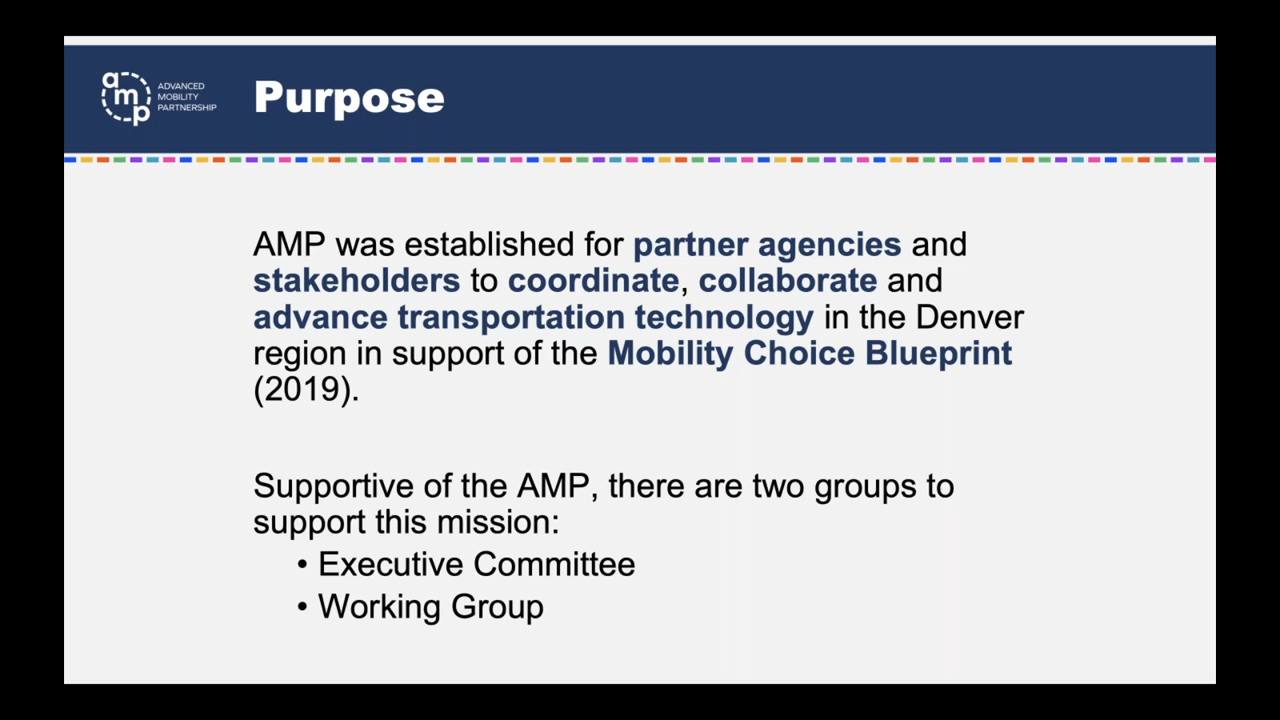 amp
ADVANCED
MOBILITY
PARTNERSHIP
Purpose
AMP was established for partner agencies and
stakeholders to coordinate, collaborate and
advance transportation technology in the Denver
region in support of the Mobility Choice Blueprint
(2019).
Supportive of the AMP, there are two groups to
support this mission:
• Executive Committee
• Working Group